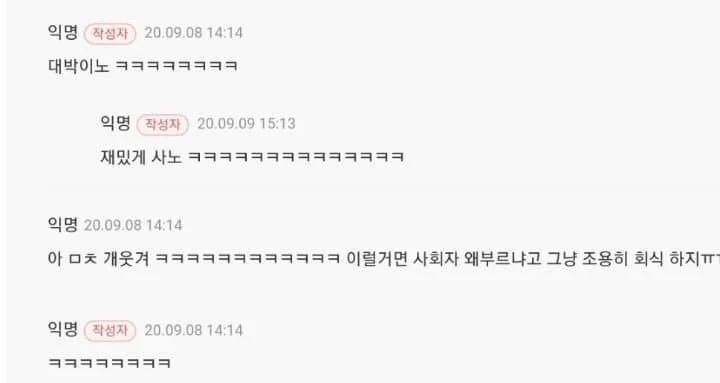 익명 작성자 20.09.08 14:14
대박이노 ㅋㅋㅋㅋㅋㅋㅋㅋ
익명 작성자 20.09.09 15:13
재밌게 사노 ㅋㅋㅋㅋㅋㅋㅋㅋㅋㅋㅋㅋㅋㅋ
익명 20.09.08 14:14
아 ㅁㅊ 개웃겨 ㅋㅋㅋㅋㅋㅋㅋㅋㅋㅋㅋㅋ 이럴거면 사회자 왜부르냐고 그냥 조용히 회식 하지ㅠㅠ
익명 작성자 20.09.08 14:14
ㅋㅋㅋㅋㅋㅋㅋㅋ